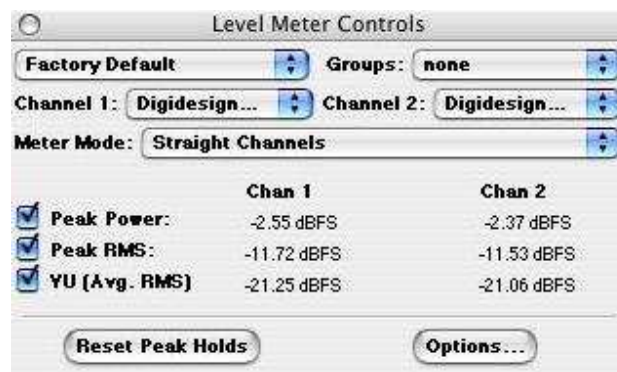 Level Meter Controls
Factory Default Groups: none
Channel 1: Digidesign... Channel 2: Digidesign...
Meter Mode: Straight Channels
Chan 1 Chan 2
Peak Power: -2.55 dBFS -2.37 dBFS
Peak RMS: -11.72 dBFS -11.53 dBFS
VU (Avg. RMS) -21.25 dBFS -21.06 dBFS
Reset Peak Holds Options...